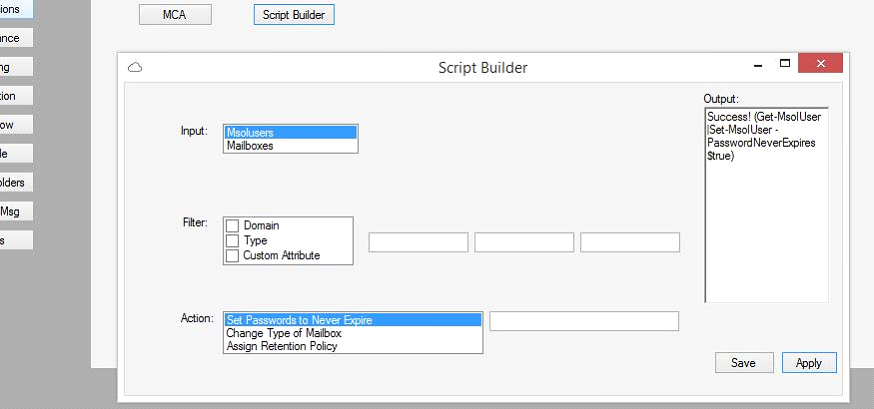 ions
MCA
Script Builder
nce
ng
tion
ow
le
olders
Msg
s
Script Builder
Output:
Success! (Get-MsolUser
|Set-MsolUser -
PasswordNeverExpires
$true)
Input:
Msolusers
Mailboxes
Filter:
Domain
Type
Custom Attribute
Action:
Set Passwords to Never Expire
Change Type of Mailbox
Assign Retention Policy
Save
Apply